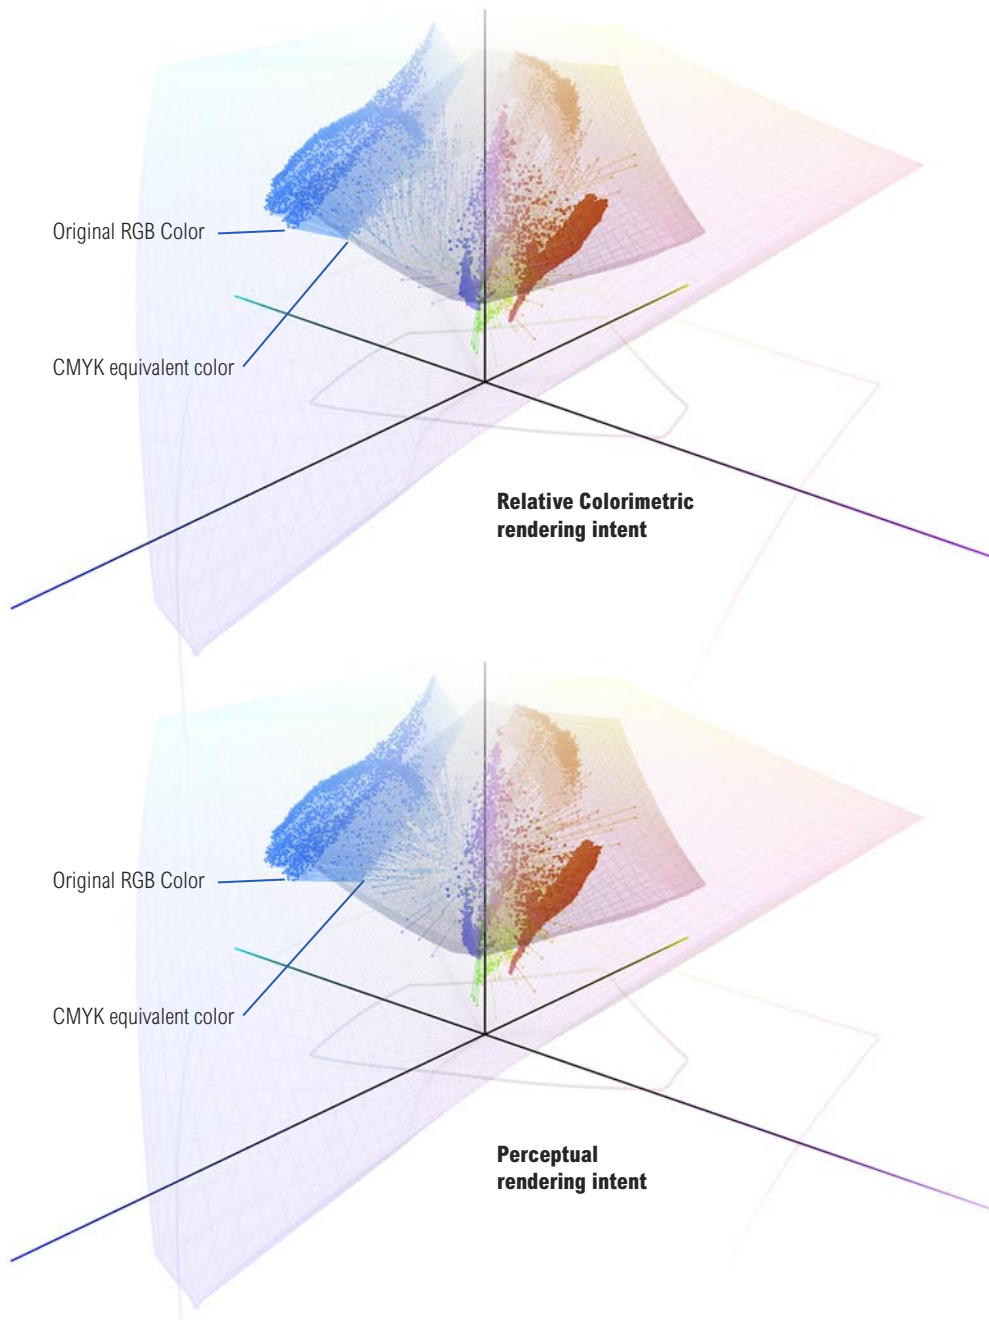 Original RGB Color
CMYK equivalent color
Relative Colorimetric
rendering intent
Original RGB Color
CMYK equivalent color
Perceptual
rendering intent